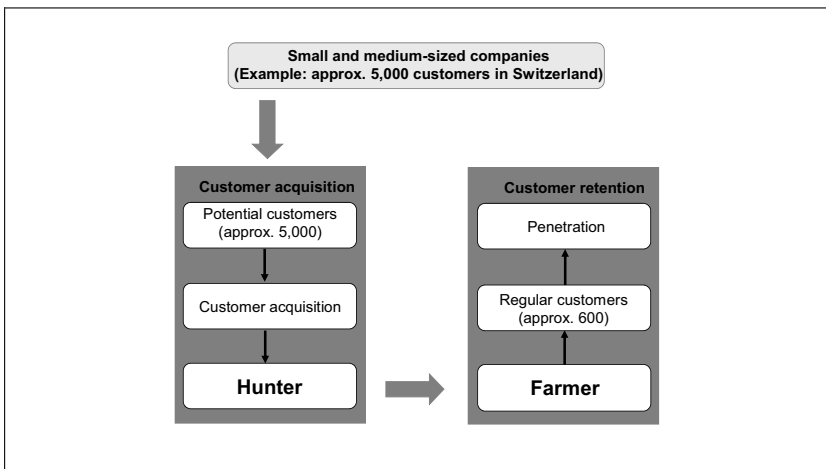 Small and medium-sized companies
(Example: approx. 5,000 customers in Switzerland)
Customer acquisition
Potential customers
(approx. 5,000)
Customer acquisition
Hunter
Customer retention
Penetration
Regular customers
(approx. 600)
Farmer